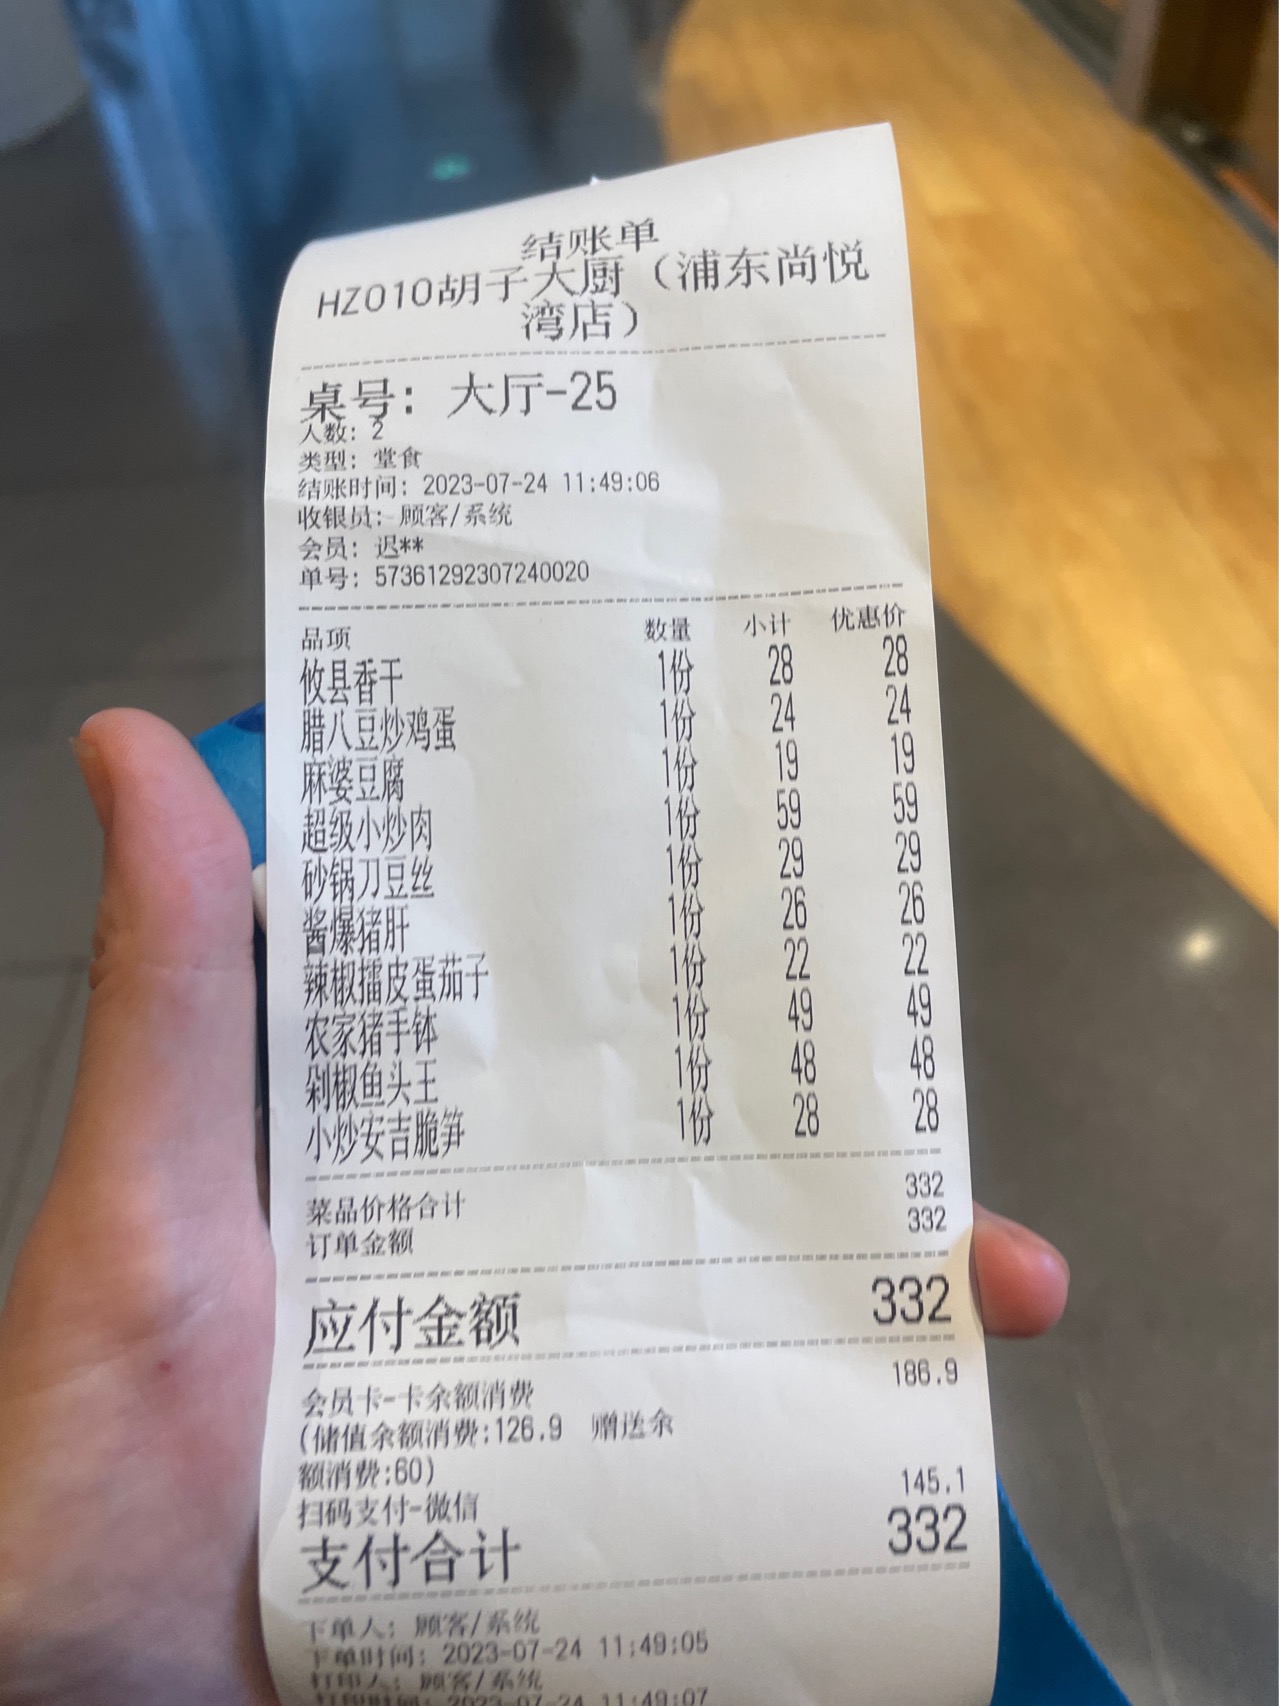 结账单
HZ010胡子大厨（浦东尚悦
湾店）
桌号：大厅-25
人数：2
类型：堂食
结账时间：2023-07-24 11:49:06
收银员：顾客/系统
会员：迟**
单号：573612923072400​20
品项 数量 小计 优惠价
攸县香干 1份 28 28
腊八豆炒鸡蛋 1份 24 24
麻婆豆腐 1份 19 19
超级小炒肉 1份 59 59
砂锅刀豆丝 1份 29 29
酱爆猪肝 1份 26 26
辣椒擂皮蛋茄子 1份 22 22
农家猪手钵 1份 49 49
剁椒鱼头王 1份 48 48
小炒安吉脆笋 1份 28 28
菜品价格合计 332
订单金额 332
应付金额 332
会员卡-卡余额消费 186.9
(储值余额消费:126.9 赠送余
额消费:60)
扫码支付-微信 145.1
支付合计 332
下单人：顾客/系统
下单时间：2023-07-24 11:49:05
打印人：顾客/系统
打印时间：2023-07-24 11:49:07